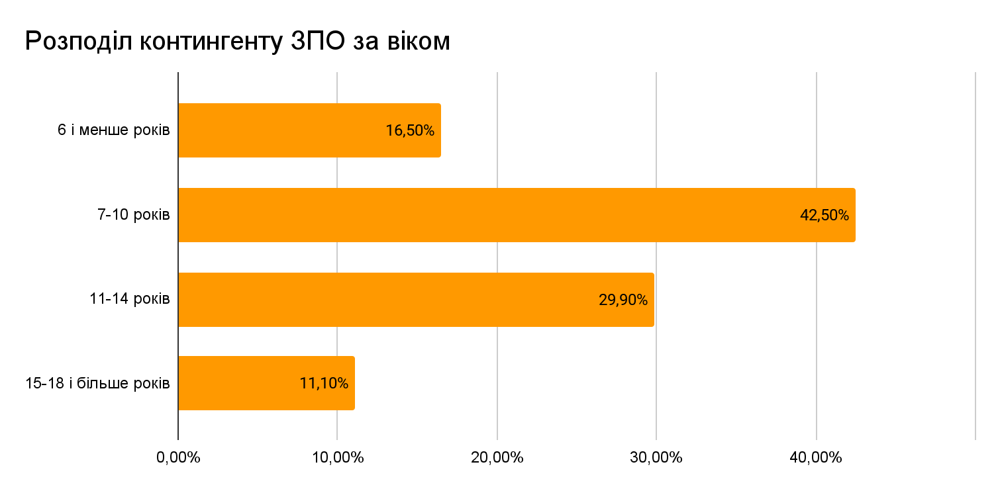 Розподіл контингенту ЗПО за віком
6 і менше років
16,50%
7-10 років
42,50%
11-14 років
29,90%
15-18 і більше років
11,10%
0,00%
10,00%
20,00%
30,00%
40,00%